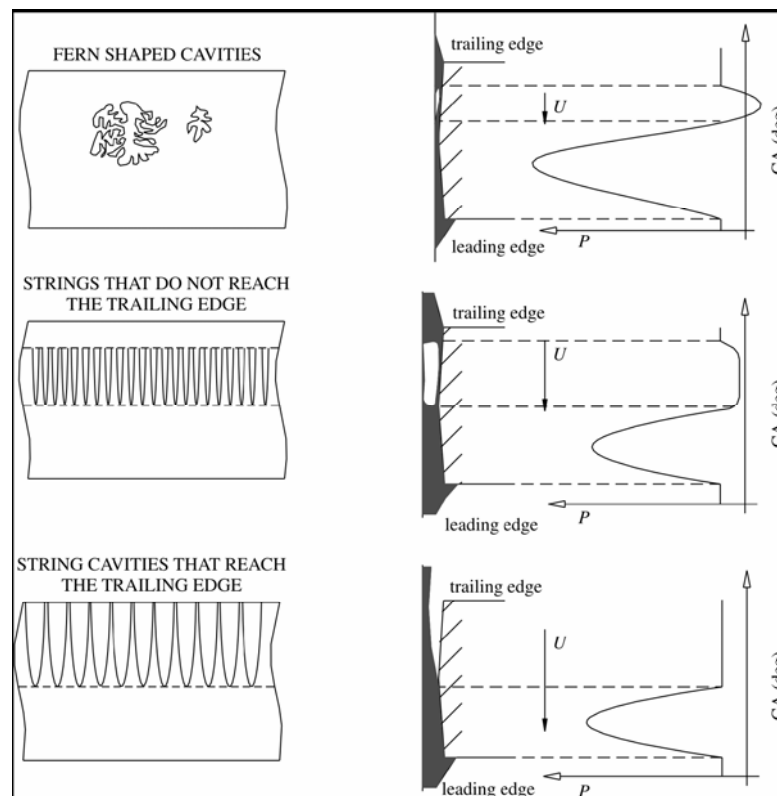 FERN SHAPED CAVITIES
trailing edge
U
leading edge
P
STRINGS THAT DO NOT REACH
THE TRAILING EDGE
trailing edge
U
leading edge
P
STRING CAVITIES THAT REACH
THE TRAILING EDGE
trailing edge
U
leading edge
P